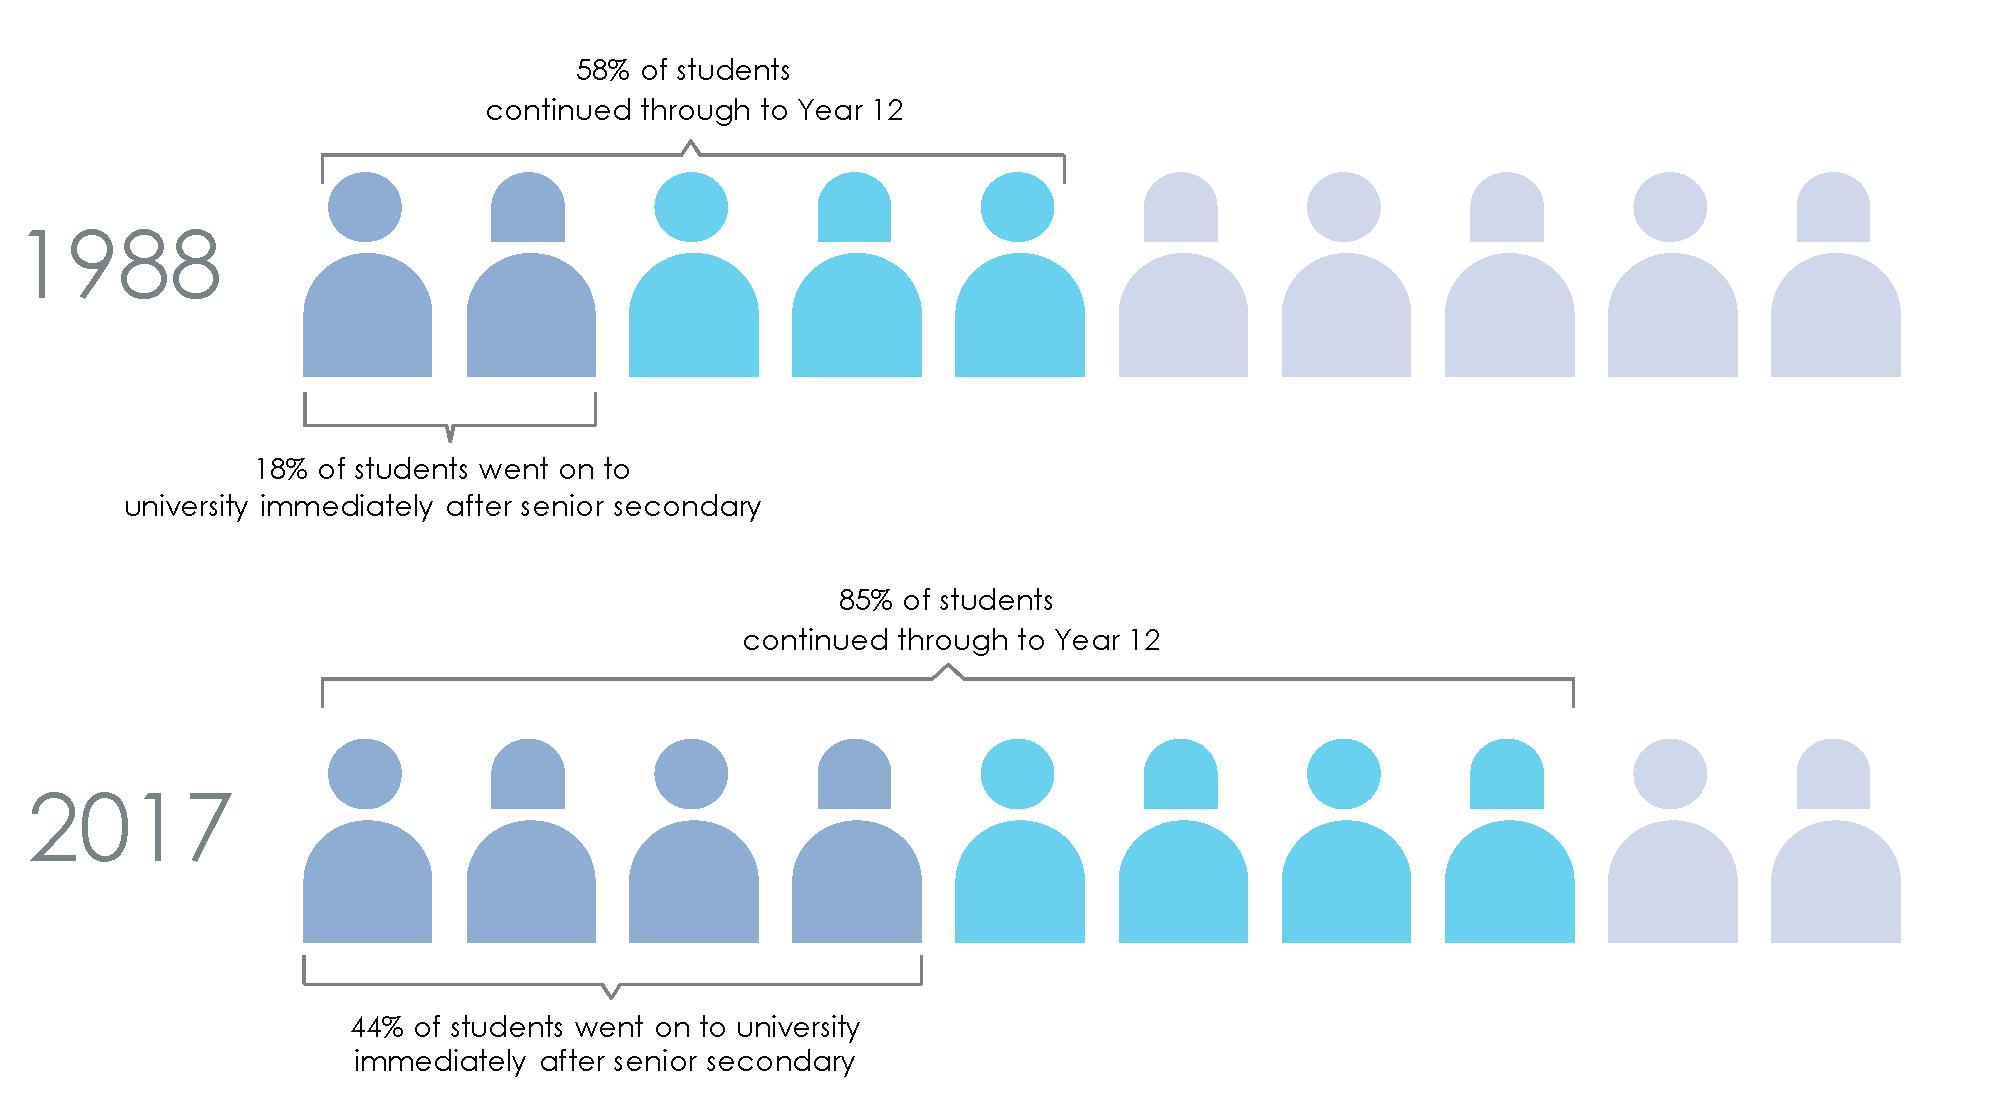 58% of students
continued through to Year 12
1988
18% of students went on to
university immediately after senior secondary
85% of students
continued through to Year 12
2017
44% of students went on to university
immediately after senior secondary